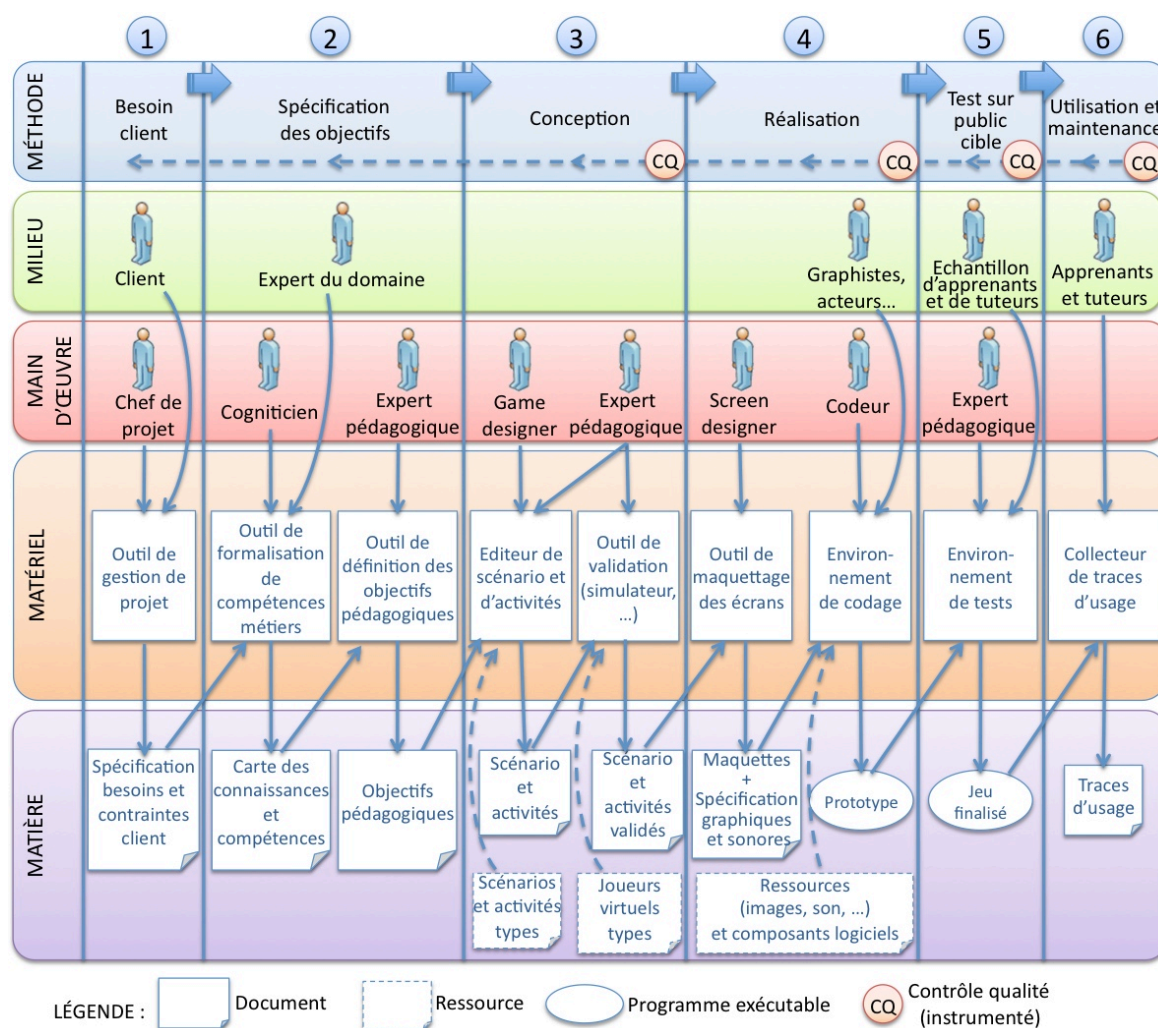 1
2
3
4
5
6
MÉTHODE
Besoin
client
Spécification
des objectifs
Conception
Réalisation
Test sur
public
cible
Utilisation et
maintenance
CQ
CQ
CQ
CQ
MILIEU
Client
Expert du domaine
Graphistes,
acteurs...
Echantillon
d'apprenants
et de tuteurs
Apprenants
et tuteurs
MAIN
D'ŒUVRE
Chef de
projet
Cogniticien
Expert
pédagogique
Game
designer
Expert
pédagogique
Screen
designer
Codeur
Expert
pédagogique
MATÉRIEL
Outil de
gestion de
projet
Outil de
formalisation
de
compétences
métiers
Outil de
définition des
objectifs
pédagogiques
Editeur de
scénario et
d'activités
Outil de
validation
(simulateur,
...)
Outil de
maquettage
des écrans
Environ-
nement
de codage
Environ-
nement
de tests
Collecteur
de traces
d'usage
MATIÈRE
Spécification
besoins et
contraintes
client
Carte des
connaissances
et
compétences
Objectifs
pédagogiques
Scénario
et
activités
Scénario
et
activités
validés
Maquettes
+
Spécification
graphiques
et sonores
Prototype
Jeu
finalisé
Traces
d'usage
Scénarios
et activités
types
Joueurs
virtuels
types
Ressources
(images, son, ...)
et composants logiciels
LÉGENDE :
Document
Ressource
Programme exécutable
CQ
Contrôle qualité
(instrumenté)